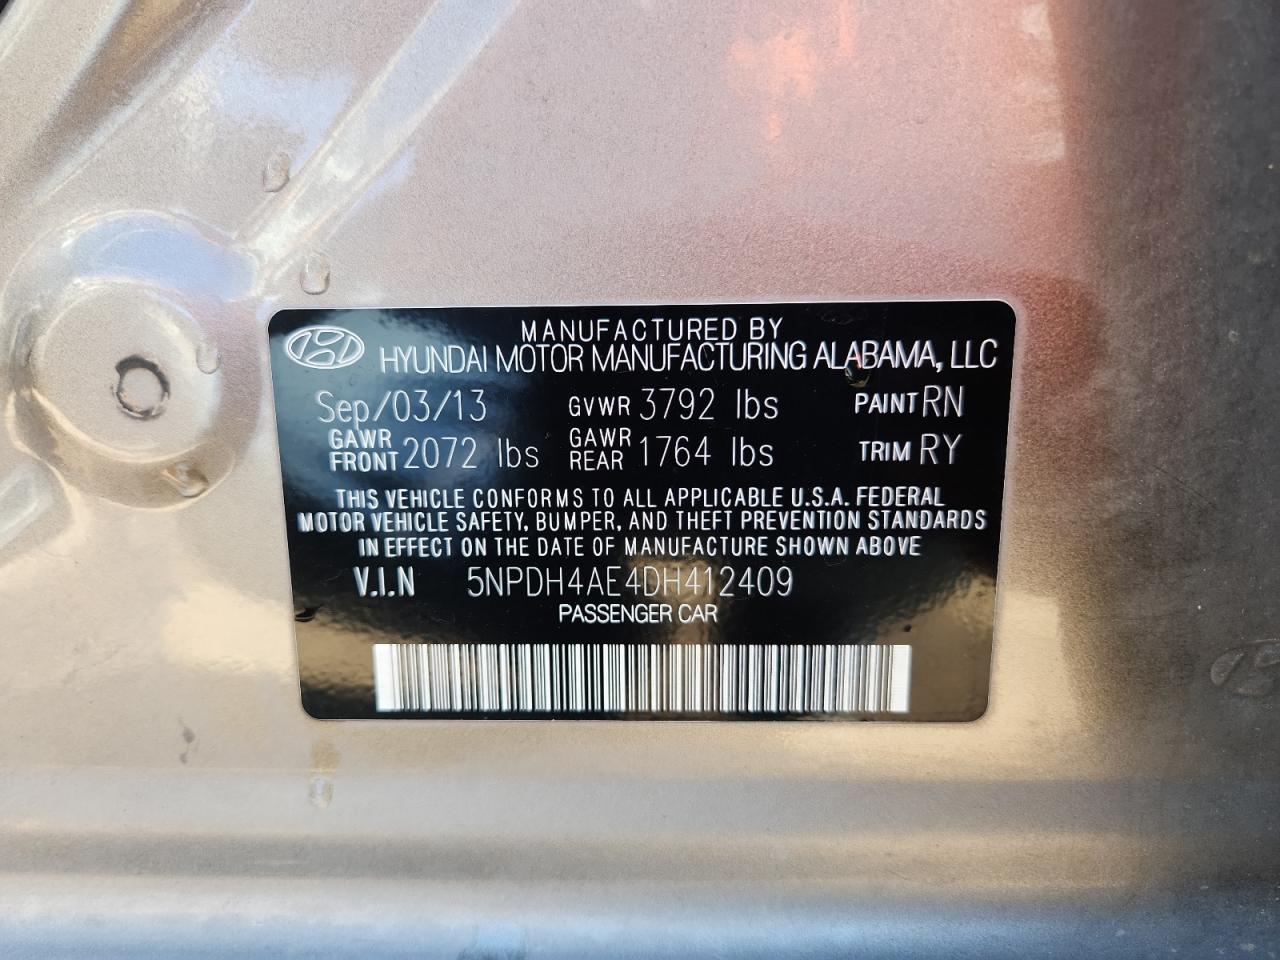 MANUFACTURED BY
HYUNDAI MOTOR MANUFACTURING ALABAMA, LLC
Sep/03/13 GVWR 3792 lbs PAINT RN
GAWR FRONT 2072 lbs GAWR REAR 1764 lbs TRIM RY
THIS VEHICLE CONFORMS TO ALL APPLICABLE U.S.A. FEDERAL
MOTOR VEHICLE SAFETY, BUMPER, AND THEFT PREVENTION STANDARDS
IN EFFECT ON THE DATE OF MANUFACTURE SHOWN ABOVE
V.I.N 5NPDH4AE4DH412409
PASSENGER CAR